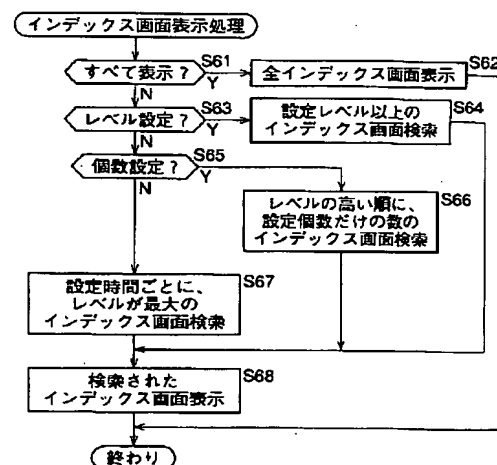 インデックス画面表示処理
すべて表示?
S61
Y
N
全インデックス画面表示
S62
レベル設定?
S63
Y
N
設定レベル以上の
インデックス画面検索
S64
個数設定?
S65
Y
N
レベルの高い順に、
設定個数だけの数の
インデックス画面検索
S66
設定時間ごとに、
レベルが最大の
インデックス画面検索
S67
検索された
インデックス画面表示
S68
終わり